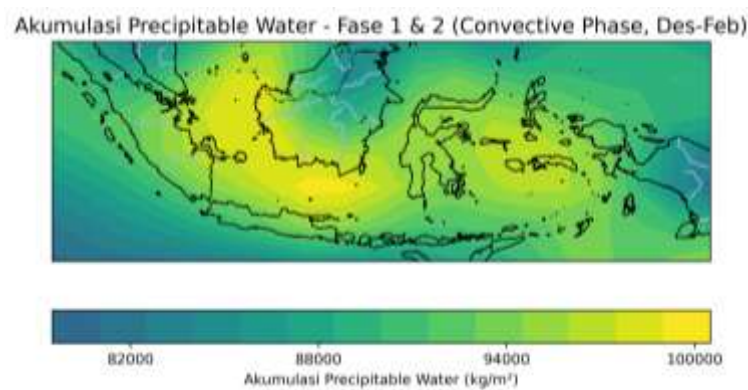 Akumulasi Precipitable Water - Fase 1 & 2 (Convective Phase, Des-Feb)
82000 88000 94000 100000
Akumulasi Precipitable Water (kg/m²)